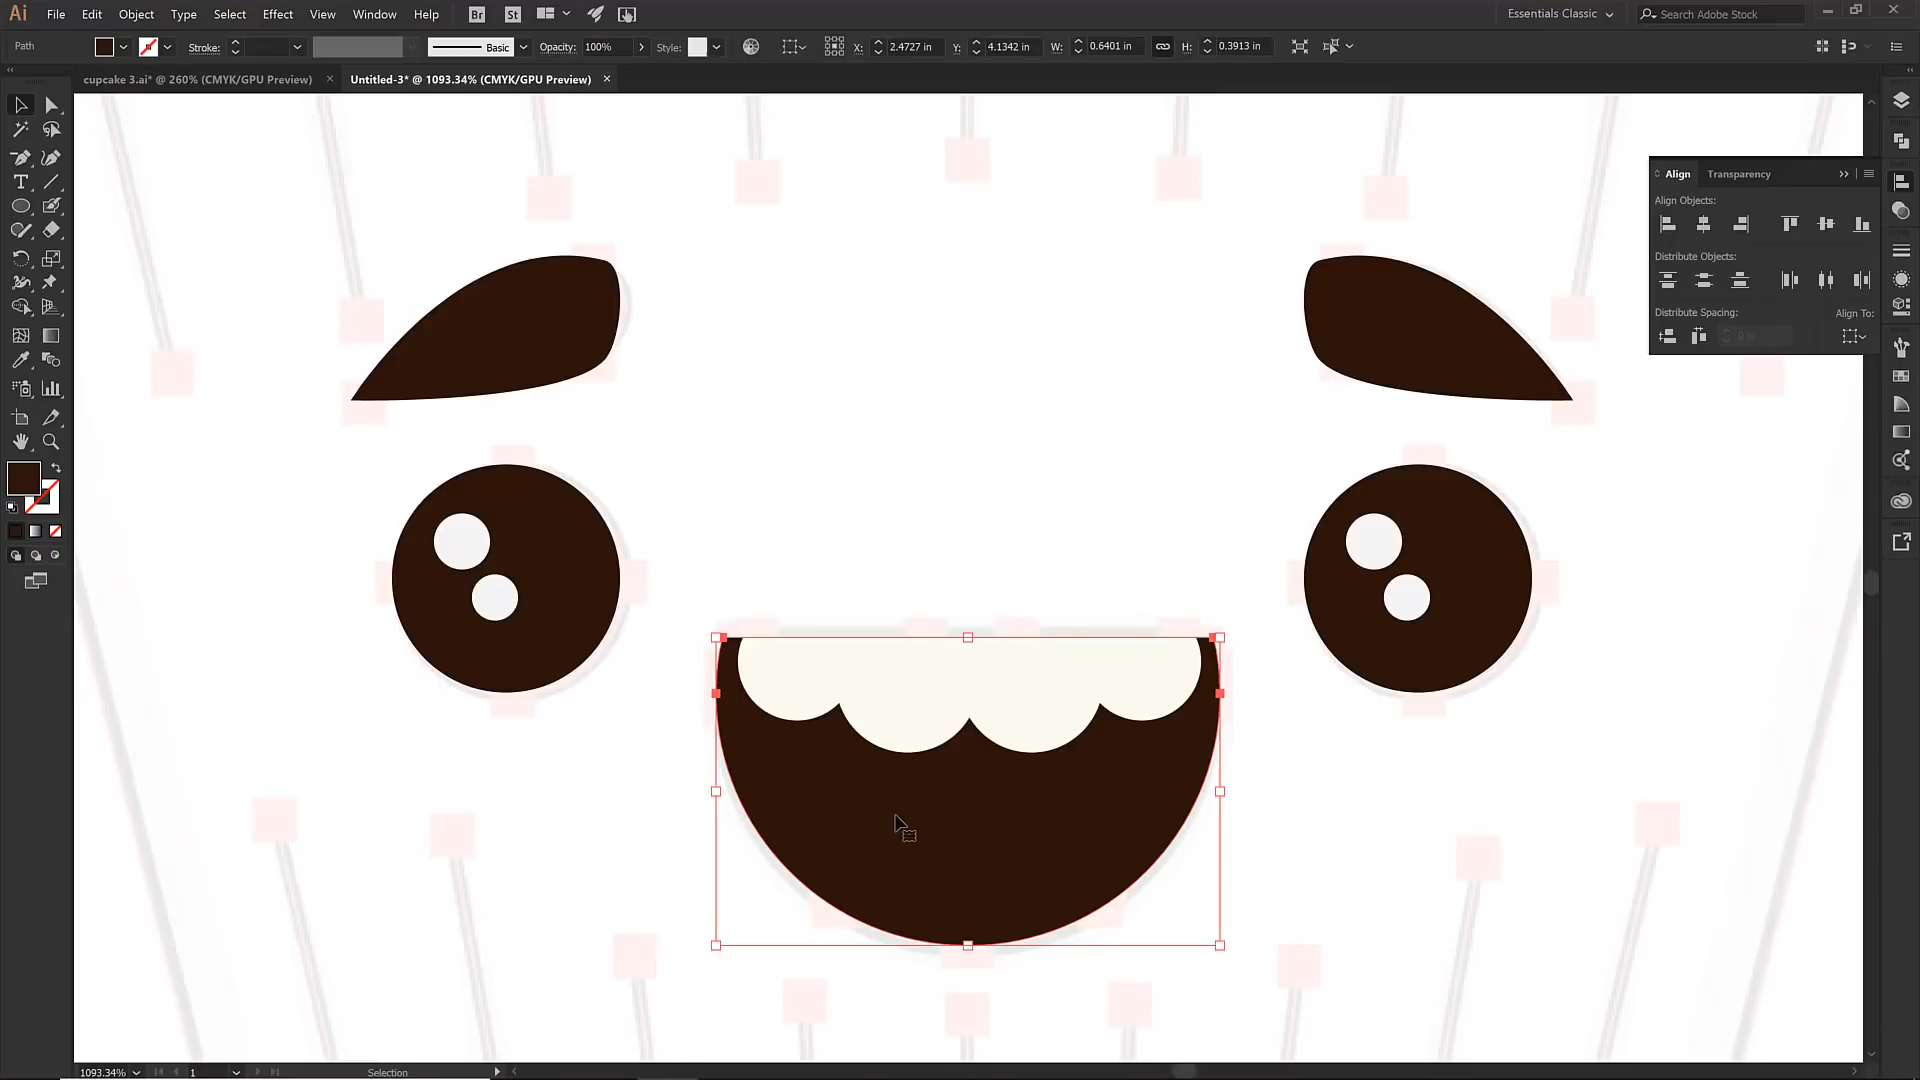 Ai File Edit Object Type Select Effect View Window Help Br St Essentials Classic Search Adobe Stock
Path Stroke: Basic Opacity: 100% Style: X: 2.4727 in Y: 4.1342 in W: 0.6401 in H: 0.3913 in
cupcake 3.ai* @ 260% (CMYK/GPU Preview) × Untitled-3* @ 1093.34% (CMYK/GPU Preview) ×
Align Transparency
Align Objects:
Distribute Objects:
Distribute Spacing: Align To:
0 in
1093.34% 1 Selection